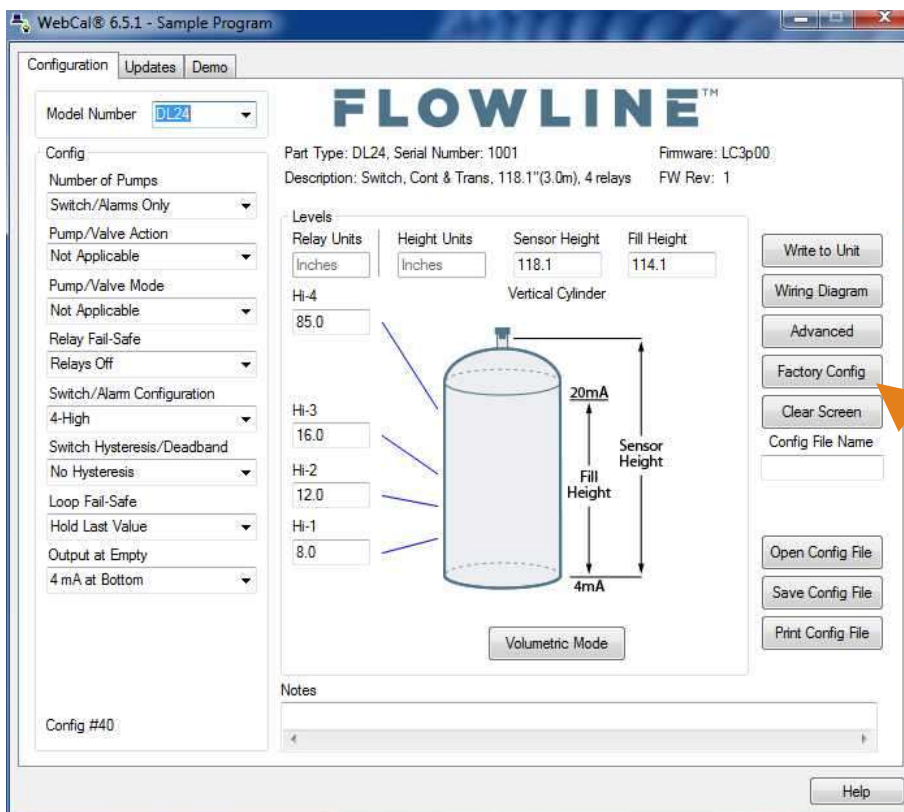 WebCal® 6.5.1 - Sample Program
Configuration Updates Demo
Model Number DL24
FLOWLINE™
Part Type: DL24, Serial Number: 1001 Firmware: LC3p00
Description: Switch, Cont & Trans, 118.1"(3.0m), 4 relays FW Rev: 1
Config
Number of Pumps
Switch/Alarms Only
Pump/Valve Action
Not Applicable
Pump/Valve Mode
Not Applicable
Relay Fail-Safe
Relays Off
Switch/Alarm Configuration
4-High
Switch Hysteresis/Deadband
No Hysteresis
Loop Fail-Safe
Hold Last Value
Output at Empty
4 mA at Bottom
Config #40
Levels
Relay Units Height Units Sensor Height Fill Height
Inches Inches 118.1 114.1
Vertical Cylinder
Hi-4
85.0
Hi-3
16.0
Hi-2
12.0
Hi-1
8.0
20mA
Sensor
Height
Fill
Height
4mA
Volumetric Mode
Write to Unit
Wiring Diagram
Advanced
Factory Config
Clear Screen
Config File Name
Open Config File
Save Config File
Print Config File
Notes
Help